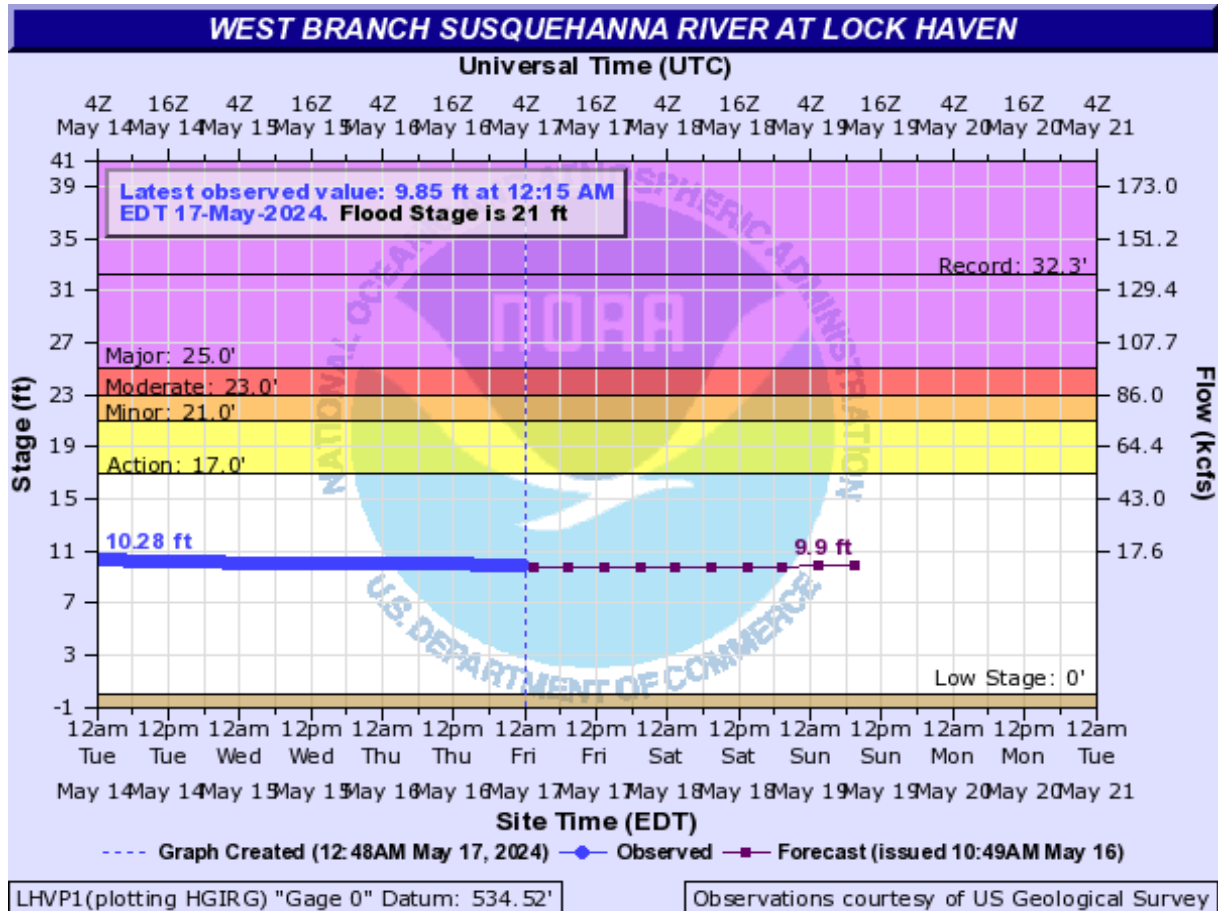 WEST BRANCH SUSQUEHANNA RIVER AT LOCK HAVEN
Universal Time (UTC)
4Z 16Z 4Z 16Z 4Z 16Z 4Z 16Z 4Z 16Z 4Z 16Z 4Z 16Z 4Z
May 14 May 14 May 15 May 15 May 16 May 16 May 17 May 17 May 18 May 18 May 19 May 19 May 20 May 20 May 21
Latest observed value: 9.85 ft at 12:15 AM
EDT 17-May-2024. Flood Stage is 21 ft
Stage (ft)
41
39
35
31
27
23
19
15
11
7
3
-1
Flow (kcfs)
173.0
151.2
129.4
107.7
86.0
64.4
43.0
17.6
Record: 32.3'
Major: 25.0'
Moderate: 23.0'
Minor: 21.0'
Action: 17.0'
10.28 ft
9.9 ft
Low Stage: 0'
NATIONAL OCEANIC AND ATMOSPHERIC ADMINISTRATION
NOAA
U.S. DEPARTMENT OF COMMERCE
12am 12pm 12am 12pm 12am 12pm 12am 12pm 12am 12pm 12am 12pm 12am 12pm 12am
Tue Tue Wed Wed Thu Thu Fri Fri Sat Sat Sun Sun Mon Mon Tue
May 14 May 14 May 15 May 15 May 16 May 16 May 17 May 17 May 18 May 18 May 19 May 19 May 20 May 20 May 21
Site Time (EDT)
Graph Created (12:48AM May 17, 2024) Observed Forecast (issued 10:49AM May 16)
LHVP1(plotting HGIRG) "Gage 0" Datum: 534.52'
Observations courtesy of US Geological Survey